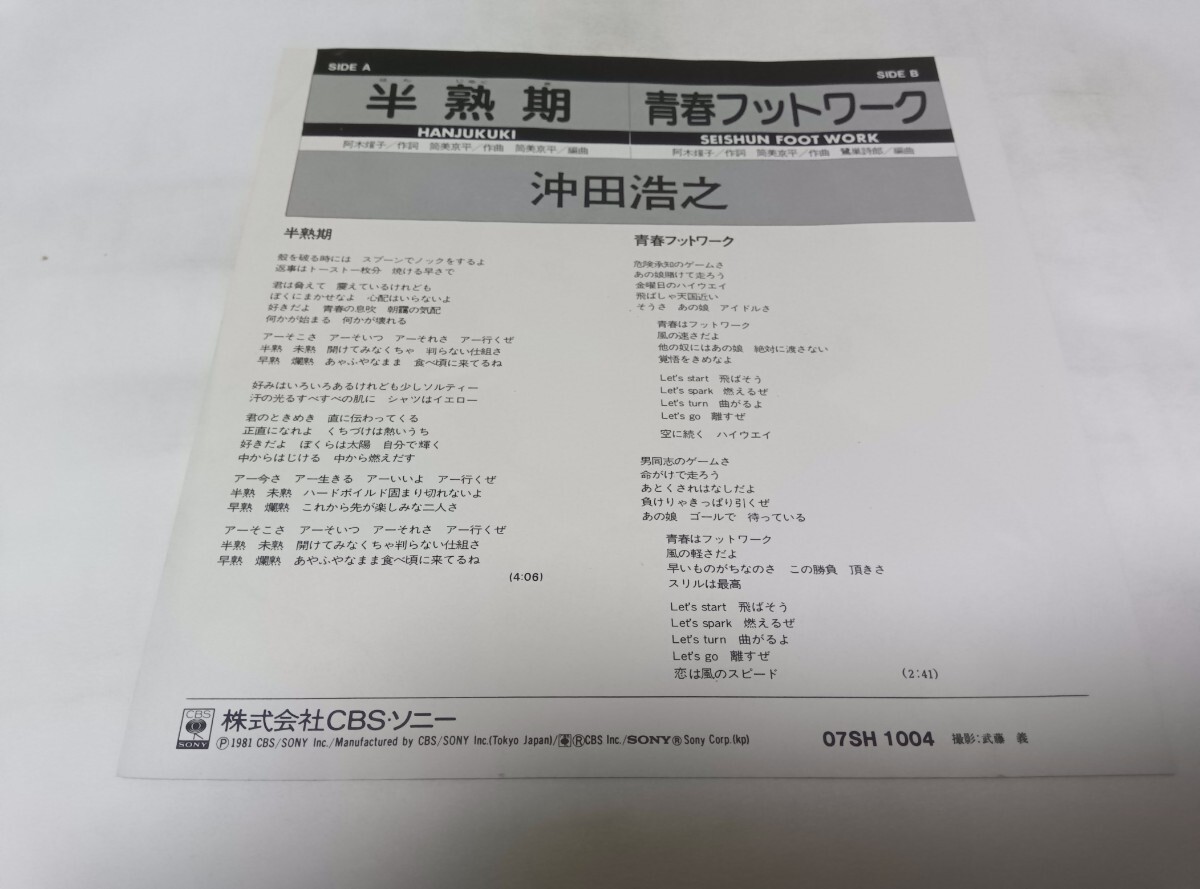 SIDE A
はん じゅく き
半熟期
HANJUKUKI
阿木燿子／作詞 筒美京平／作曲 筒美京平／編曲
SIDE B
青春フットワーク
SEISHUN FOOT WORK
阿木燿子／作詞 筒美京平／作曲 鷺巣詩郎／編曲
沖田浩之
半熟期
殻を破る時には スプーンでノックをするよ
返事はトースト一枚分 焼ける早さで
君は脅えて 震えているけれども
ぼくにまかせなよ 心配はいらないよ
好きだよ 青春の息吹 朝靄の気配
何かが始まる 何かが壊れる
アーそこさ アーそいつ アーそれさ アー行くぜ
半熟 未熟 開けてみなくちゃ 判らない仕組さ
早熟 爛熟 あゃふやなまま 食べ頃に来てるね
好みはいろいろあるけれども少しソルティー
汗の光るすべすべの肌に シャツはイエロー
君のときめき 直に伝わってくる
正直になれよ くちづけは熱いうち
好きだよ ぼくらは太陽 自分で輝く
中からはじける 中から燃えだす
アー今さ アー生きる アーいいよ アー行くぜ
半熟 未熟 ハードボイルド固まり切れないよ
早熟 爛熟 これから先が楽しみな二人さ
アーそこさ アーそいつ アーそれさ アー行くぜ
半熟 未熟 開けてみなくちゃ判らない仕組さ
早熟 爛熟 あやふやなまま食べ頃に来てるね
(4:06)
青春フットワーク
危険承知のゲームさ
あの娘賭けて走ろう
金曜日のハイウエイ
飛ばしゃ天国近い
そうさ あの娘 アイドルさ
青春はフットワーク
風の速さだよ
他の奴にはあの娘 絶対に渡さない
覚悟をきめなよ
Let's start 飛ばそう
Let's spark 燃えるぜ
Let's turn 曲がるよ
Let's go 離すぜ
空に続く ハイウエイ
男同志のゲームさ
命がけで走ろう
あとくされはなしだよ
負けりゃきっぱり引くぜ
あの娘 ゴールで 待っている
青春はフットワーク
風の軽さだよ
早いものがちなのさ この勝負 頂きさ
スリルは最高
Let's start 飛ばそう
Let's spark 燃えるぜ
Let's turn 曲がるよ
Let's go 離すぜ
恋は風のスピード (2:41)
CBS SONY
株式会社CBS・ソニー
Ⓟ1981 CBS/SONY Inc./Manufactured by CBS/SONY Inc.(Tokyo Japan)/ⓇCBS Inc./SONYⓇ Sony Corp.(kp)
07SH 1004 撮影:武藤 義